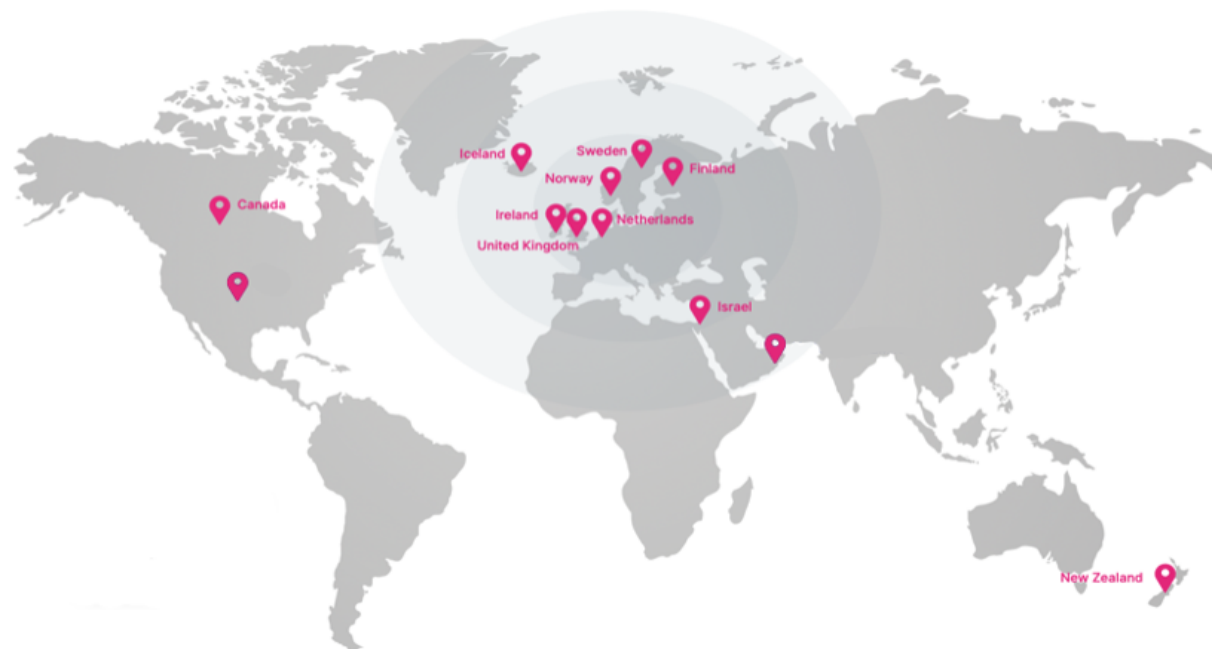 Iceland
Sweden
Finland
Norway
Canada
Ireland
Netherlands
United Kingdom
Israel
New Zealand